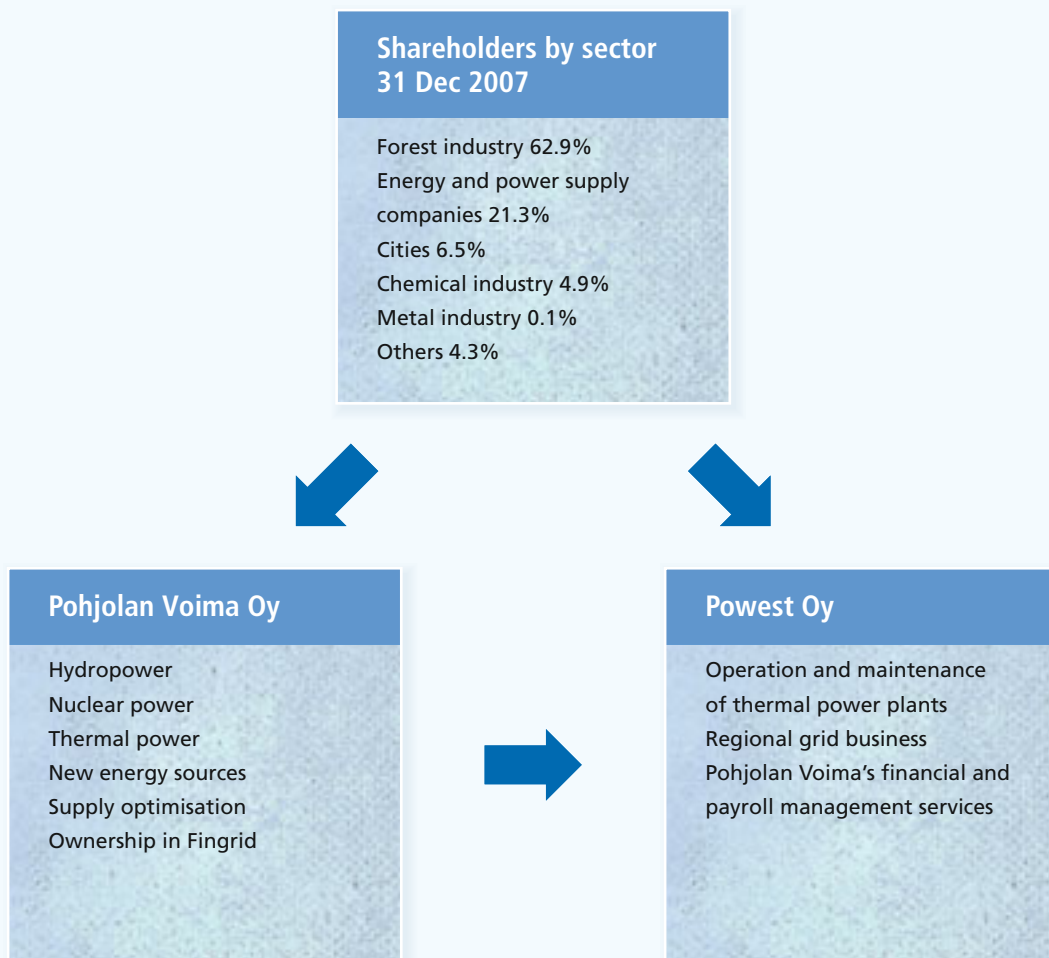 Shareholders by sector
31 Dec 2007
Forest industry 62.9%
Energy and power supply
companies 21.3%
Cities 6.5%
Chemical industry 4.9%
Metal industry 0.1%
Others 4.3%
Pohjolan Voima Oy
Hydropower
Nuclear power
Thermal power
New energy sources
Supply optimisation
Ownership in Fingrid
Powest Oy
Operation and maintenance
of thermal power plants
Regional grid business
Pohjolan Voima’s financial and
payroll management services